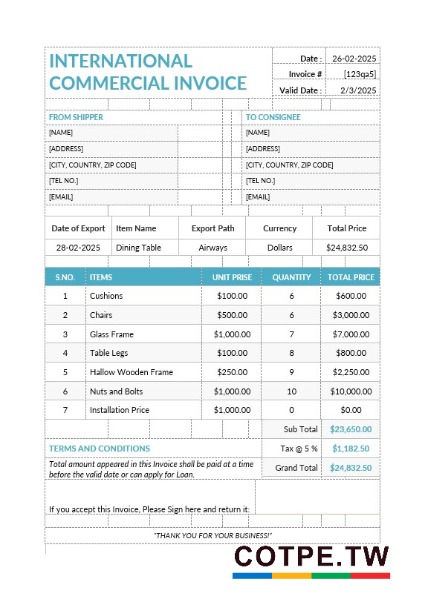 INTERNATIONAL
COMMERCIAL INVOICE
Date : 26-02-2025
Invoice # [123qa5]
Valid Date : 2/3/2025
FROM SHIPPER TO CONSIGNEE
[NAME] [NAME]
[ADDRESS] [ADDRESS]
[CITY, COUNTRY, ZIP CODE] [CITY, COUNTRY, ZIP CODE]
[TEL NO.] [TEL NO.]
[EMAIL] [EMAIL]
Date of Export Item Name Export Path Currency Total Price
28-02-2025 Dining Table Airways Dollars $24,832.50
S.NO. ITEMS UNIT PRISE QUANTITY TOTAL PRICE
1 Cushions $100.00 6 $600.00
2 Chairs $500.00 6 $3,000.00
3 Glass Frame $1,000.00 7 $7,000.00
4 Table Legs $100.00 8 $800.00
5 Hallow Wooden Frame $250.00 9 $2,250.00
6 Nuts and Bolts $1,000.00 10 $10,000.00
7 Installation Price $1,000.00 0 $0.00
Sub Total $23,650.00
TERMS AND CONDITIONS Tax @ 5 % $1,182.50
Total amount appeared in this Invoice shall be paid at a time
before the valid date or can apply for Loan.
Grand Total $24,832.50
If you accept this Invoice, Please Sign here and return it:
"THANK YOU FOR YOUR BUSINESS!"
COTPE.TW